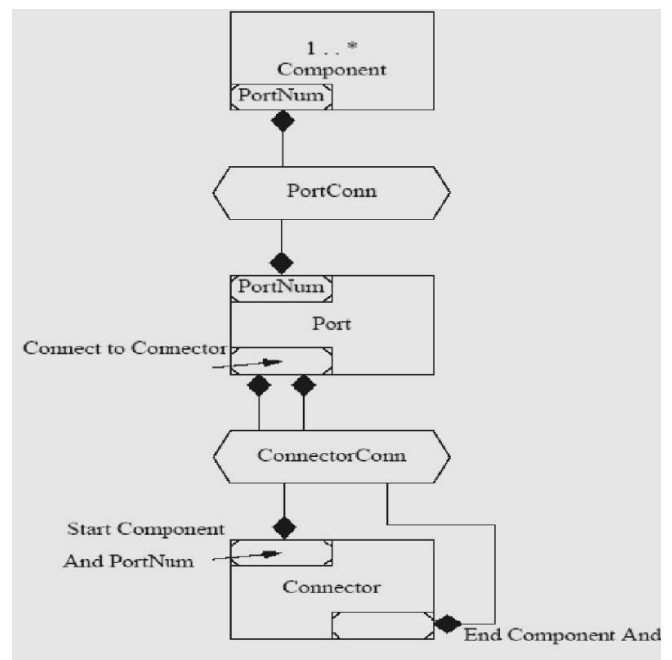 1 . . *
Component
PortNum
PortConn
PortNum
Port
Connect to Connector
ConnectorConn
Start Component
And PortNum
Connector
End Component And